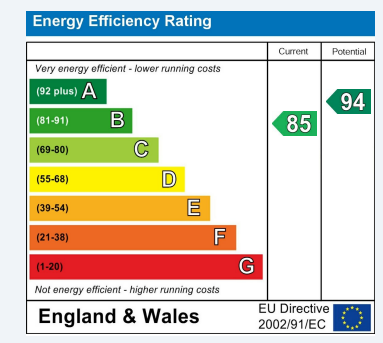 Energy Efficiency Rating
Current Potential
Very energy efficient - lower running costs
(92 plus) A
94
(81-91) B
85
(69-80) C
(55-68) D
(39-54) E
(21-38) F
(1-20) G
Not energy efficient - higher running costs
England & Wales
EU Directive
2002/91/EC